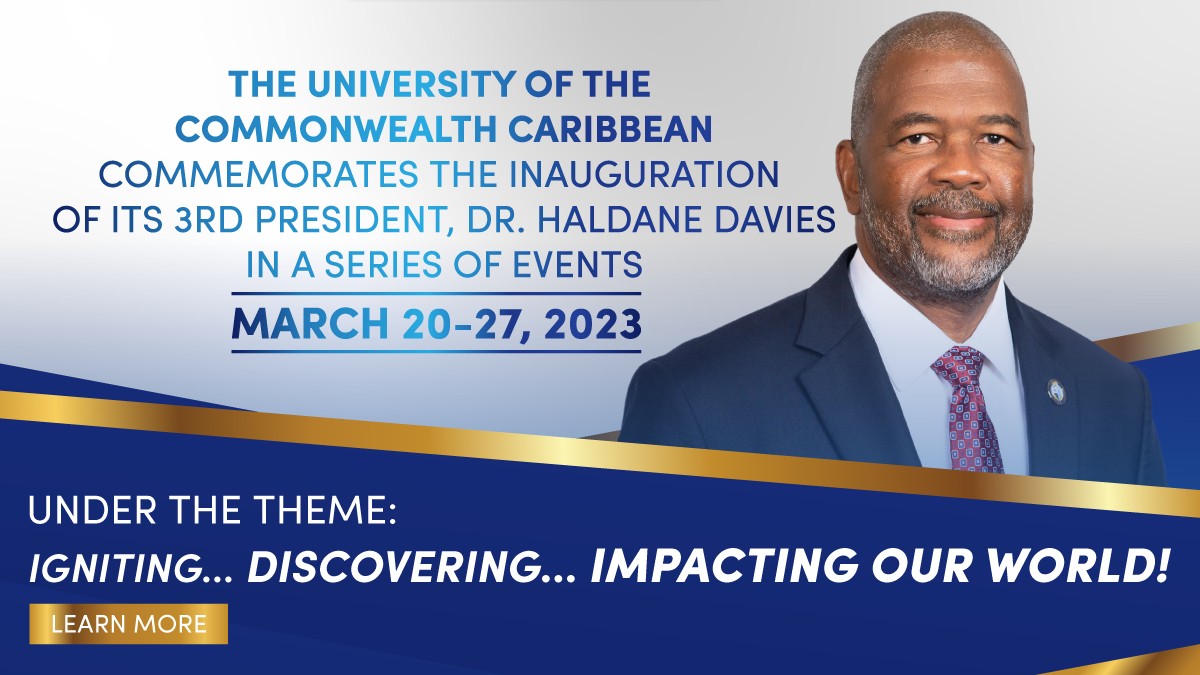 THE UNIVERSITY OF THE
COMMONWEALTH CARIBBEAN
COMMEMORATES THE INAUGURATION
OF ITS 3RD PRESIDENT, DR. HALDANE DAVIES
IN A SERIES OF EVENTS
MARCH 20-27, 2023
UNDER THE THEME:
IGNITING... DISCOVERING... IMPACTING OUR WORLD!
LEARN MORE